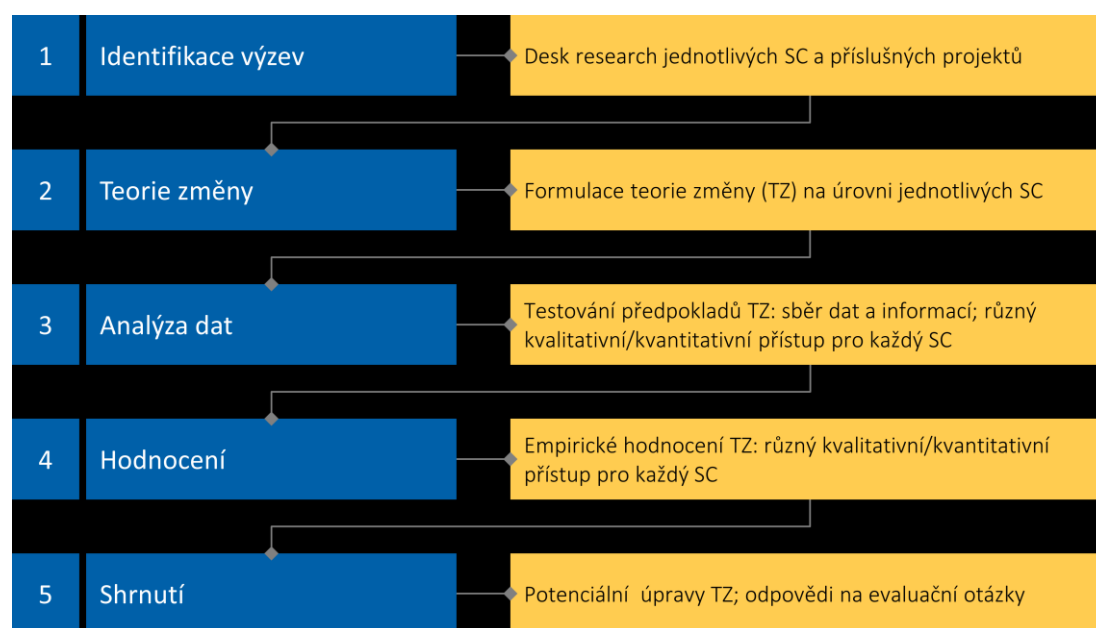 1 Identifikace výzev
Desk research jednotlivých SC a příslušných projektů
2 Teorie změny
Formulace teorie změny (TZ) na úrovni jednotlivých SC
3 Analýza dat
Testování předpokladů TZ: sběr dat a informací; různý
kvalitativní/kvantitativní přístup pro každý SC
4 Hodnocení
Empirické hodnocení TZ: různý kvalitativní/kvantitativní
přístup pro každý SC
5 Shrnutí
Potenciální  úpravy TZ; odpovědi na evaluační otázky